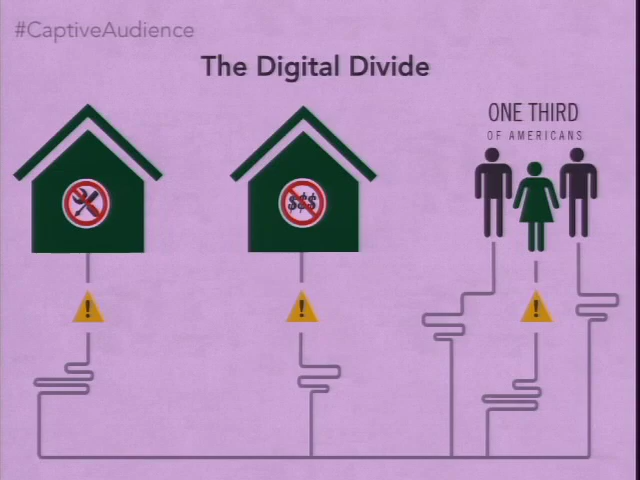 #CaptiveAudience
The Digital Divide
ONE THIRD
OF AMERICANS
$$$
!
!
!